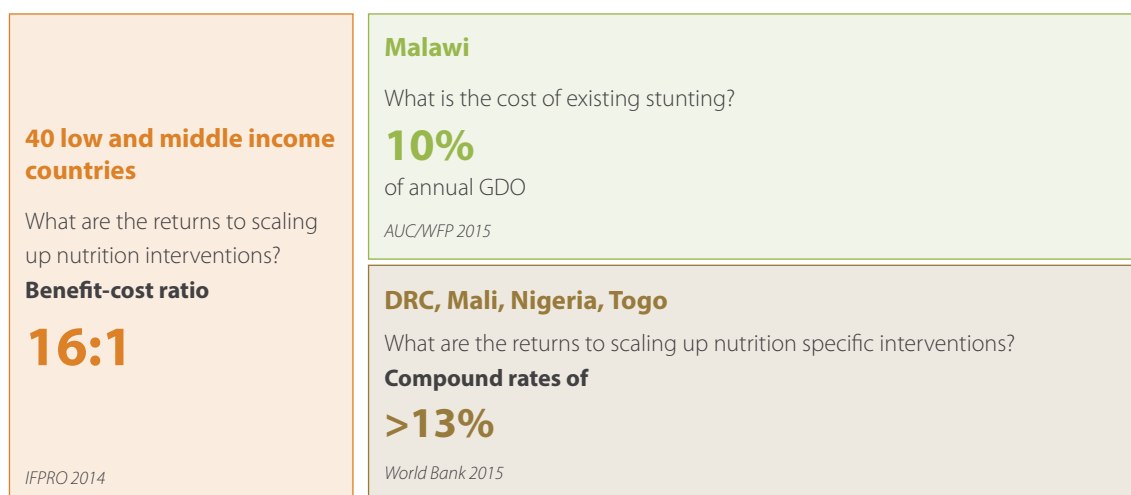 40 low and middle income
countries
What are the returns to scaling
up nutrition interventions?
Benefit-cost ratio
16:1
IFPRO 2014
Malawi
What is the cost of existing stunting?
10%
of annual GDO
AUC/WFP 2015
DRC, Mali, Nigeria, Togo
What are the returns to scaling up nutrition specific interventions?
Compound rates of
>13%
World Bank 2015